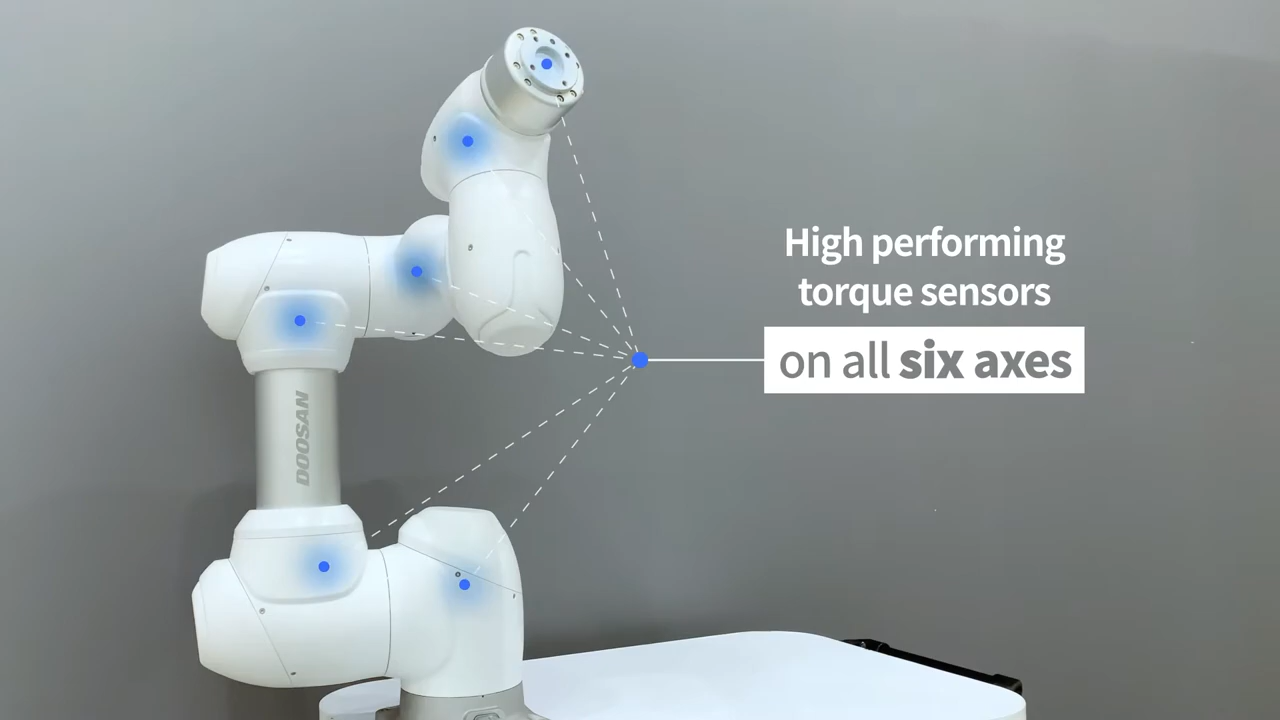 High performing
torque sensors
on all six axes
DOOSAN